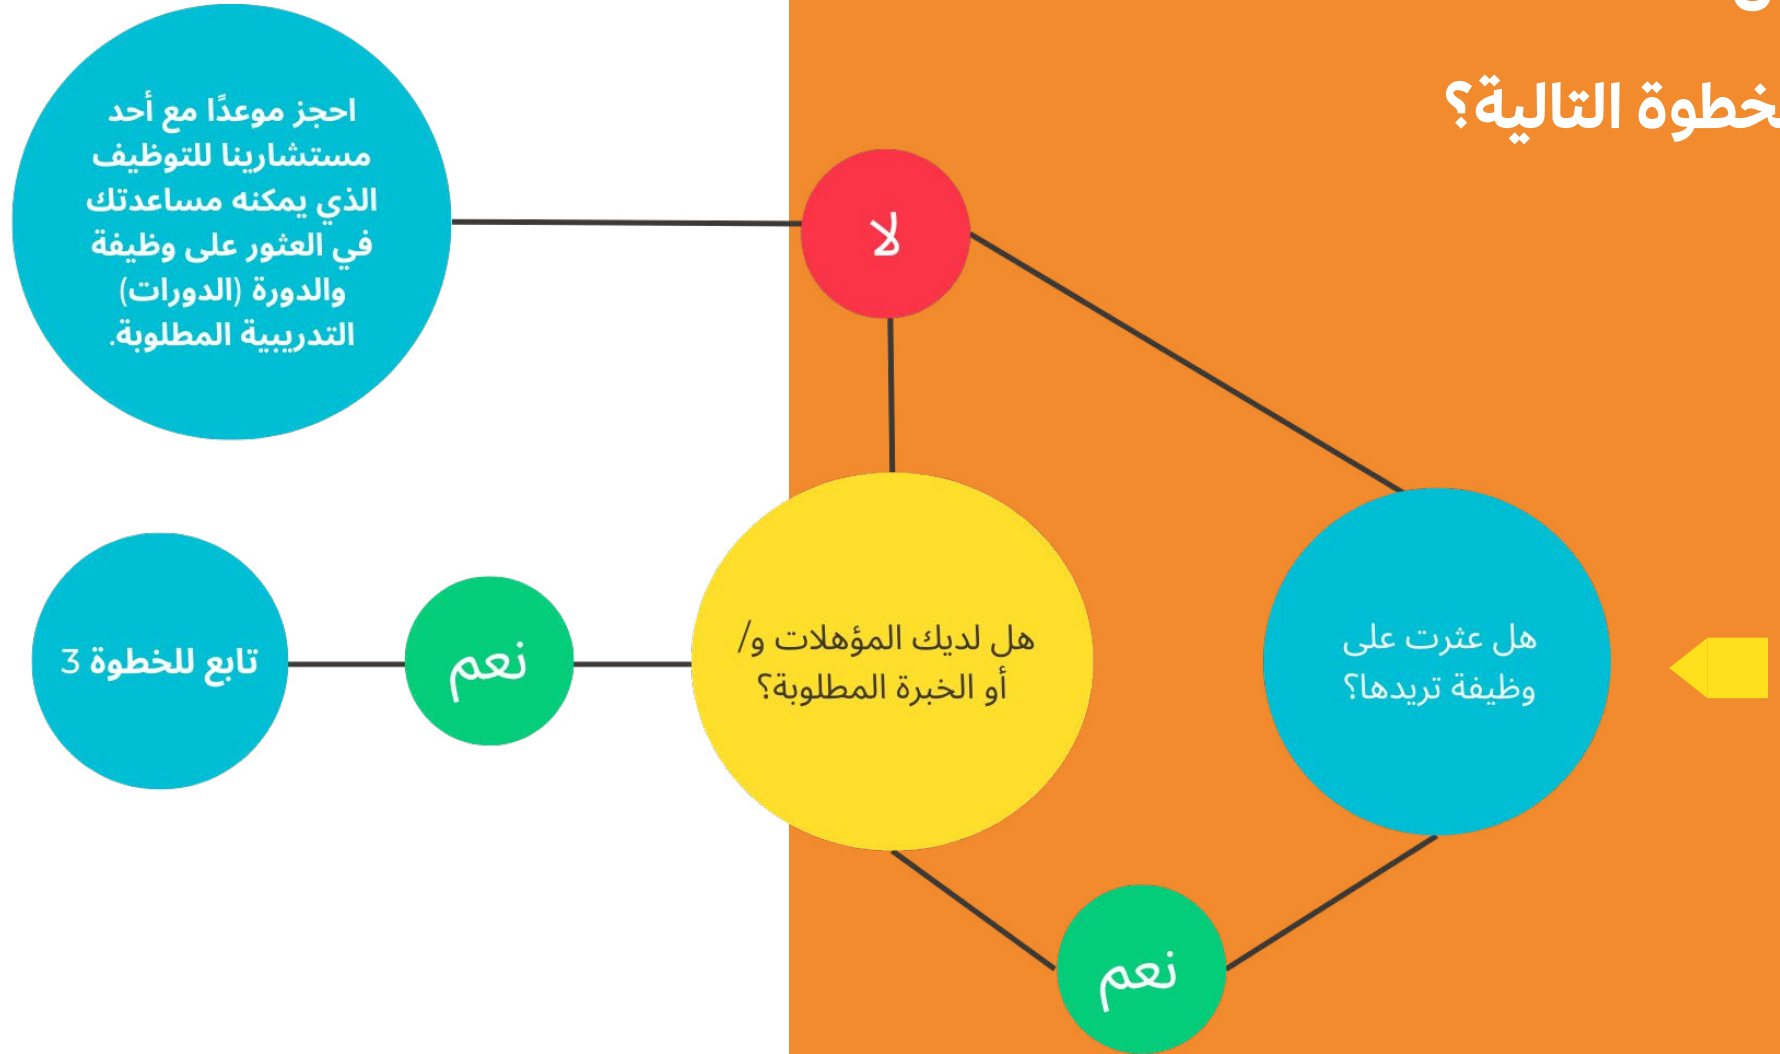 خطوة التالية؟
هل عثرت على
وظيفة تريدها؟
لا
نعم
هل لديك المؤهلات و/
أو الخبرة المطلوبة؟
نعم
احجز موعدًا مع أحد
مستشارينا للتوظيف
الذي يمكنه مساعدتك
في العثور على وظيفة
والدورة (الدورات)
التدريبية المطلوبة.
تابع للخطوة 3